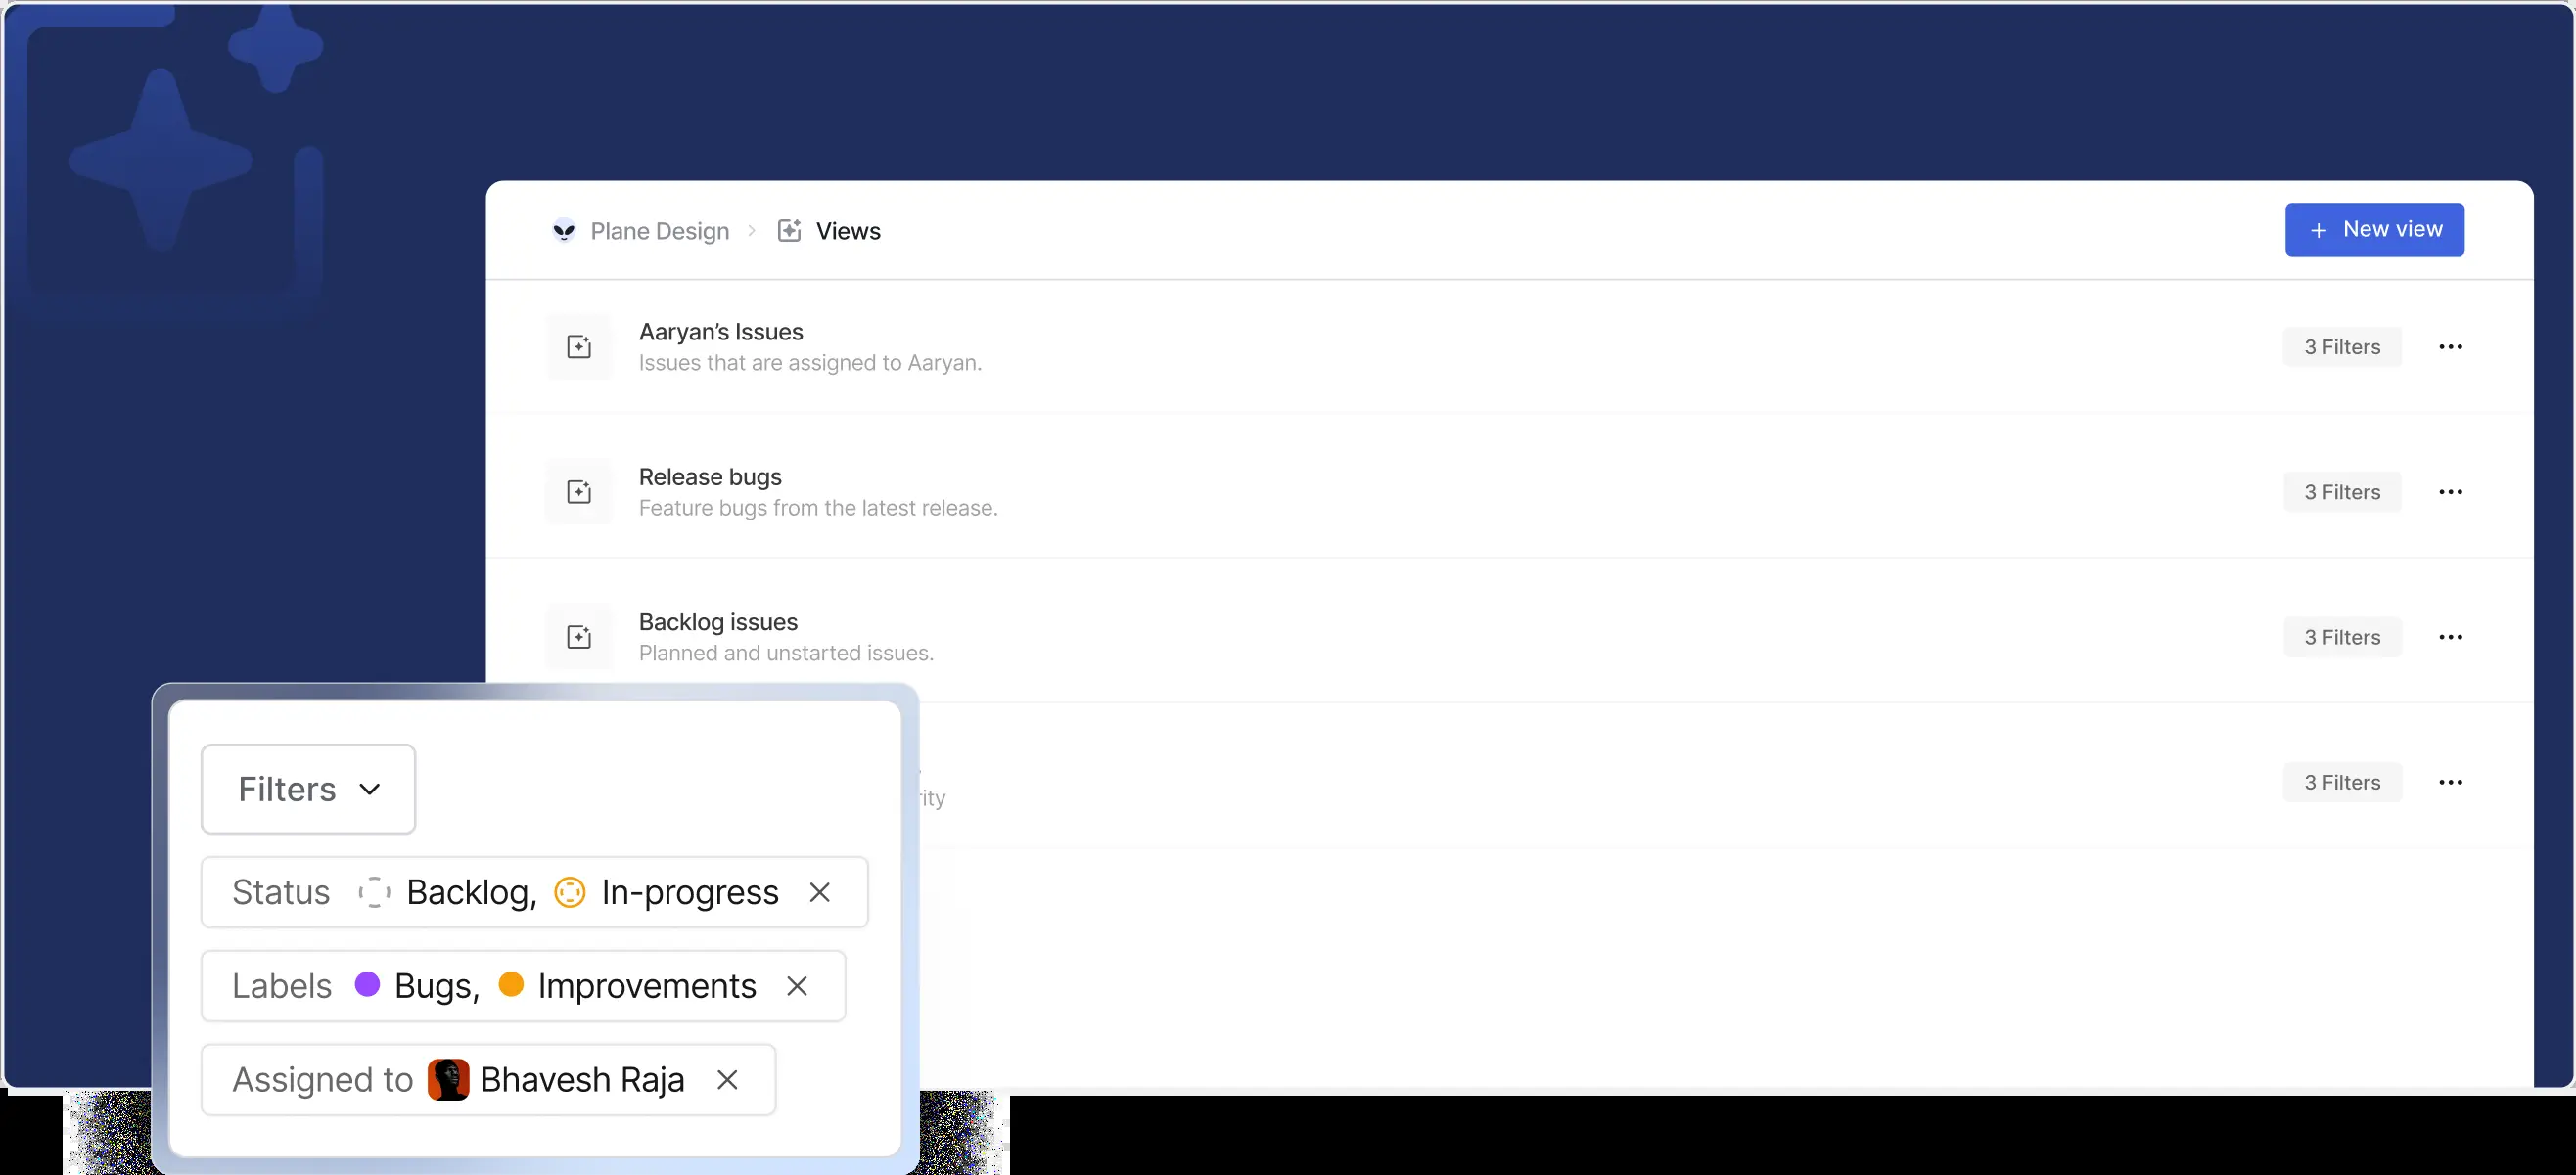 Plane Design > Views
+ New view
Aaryan’s Issues
Issues that are assigned to Aaryan.
3 Filters
Release bugs
Feature bugs from the latest release.
3 Filters
Backlog issues
Planned and unstarted issues.
3 Filters
3 Filters
Filters
Status Backlog, In-progress
Labels Bugs, Improvements
Assigned to Bhavesh Raja